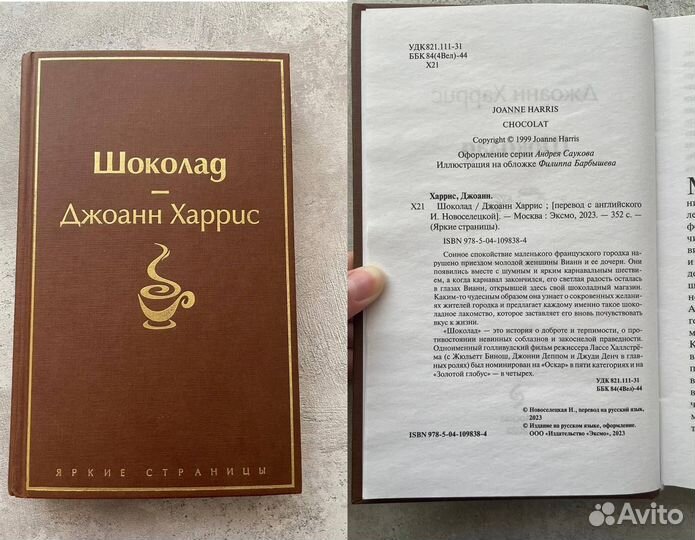 Шоколад
Джоанн Харрис
ЯРКИЕ СТРАНИЦЫ
УДК 821.111-31
ББК 84(4Вел)-44
Х21
JOANNE HARRIS
CHOCOLAT
Copyright © 1999 Joanne Harris
Оформление серии Андрея Саукова
Иллюстрация на обложке Филиппа Барбышева
Харрис, Джоанн.
Х21 Шоколад / Джоанн Харрис ; [перевод с английского
И. Новоселецкой]. — Москва : Эксмо, 2023. — 352 с. —
(Яркие страницы).
ISBN 978-5-04-109838-4
Сонное спокойствие маленького французского городка на-
рушено приездом молодой женщины Вианн и ее дочери. Они
появились вместе с шумным и ярким карнавальным шестви-
ем, а когда карнавал закончился, его светлая радость осталась
в глазах Вианн, открывшей здесь свой шоколадный магазин.
Каким-то чудесным образом она узнает о сокровенных желани-
ях жителей городка и предлагает каждому именно такое шоко-
ладное лакомство, которое заставляет его вновь почувствовать
вкус к жизни.
«Шоколад» — это история о доброте и терпимости, о про-
тивостоянии невинных соблазнов и закоснелой праведности.
Одноименный голливудский фильм режиссера Лассе Халлстрё-
ма (с Жюльетт Бинош, Джонни Деппом и Джуди Денч в глав-
ных ролях) был номинирован на «Оскар» в пяти категориях и на
«Золотой глобус» — в четырех.
УДК 821.111-31
ББК 84(4Вел)-44
© Новоселецкая И., перевод на русский язык,
2023
© Издание на русском языке, оформление.
ISBN 978-5-04-109838-4 ООО «Издательство «Эксмо», 2023
Avito